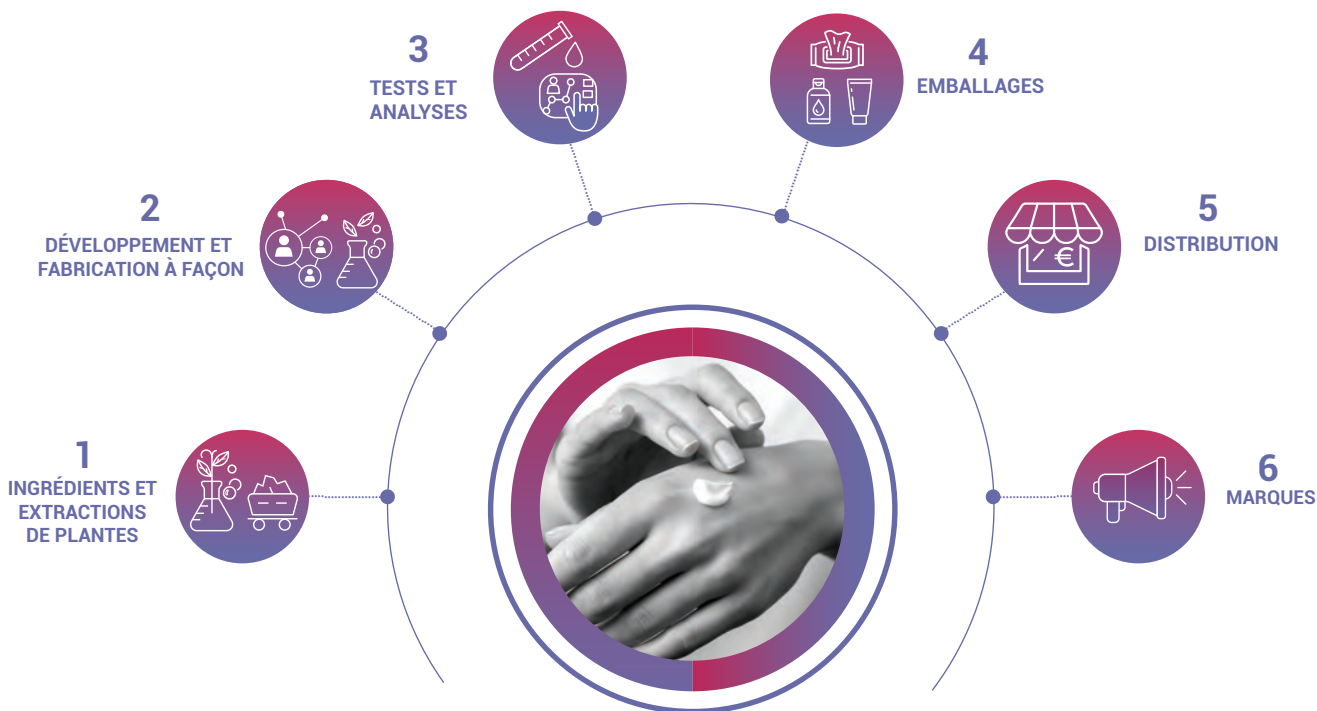 1
INGRÉDIENTS ET
EXTRACTIONS
DE PLANTES
2
DÉVELOPPEMENT ET
FABRICATION À FAÇON
3
TESTS ET
ANALYSES
4
EMBALLAGES
5
DISTRIBUTION
€
6
MARQUES